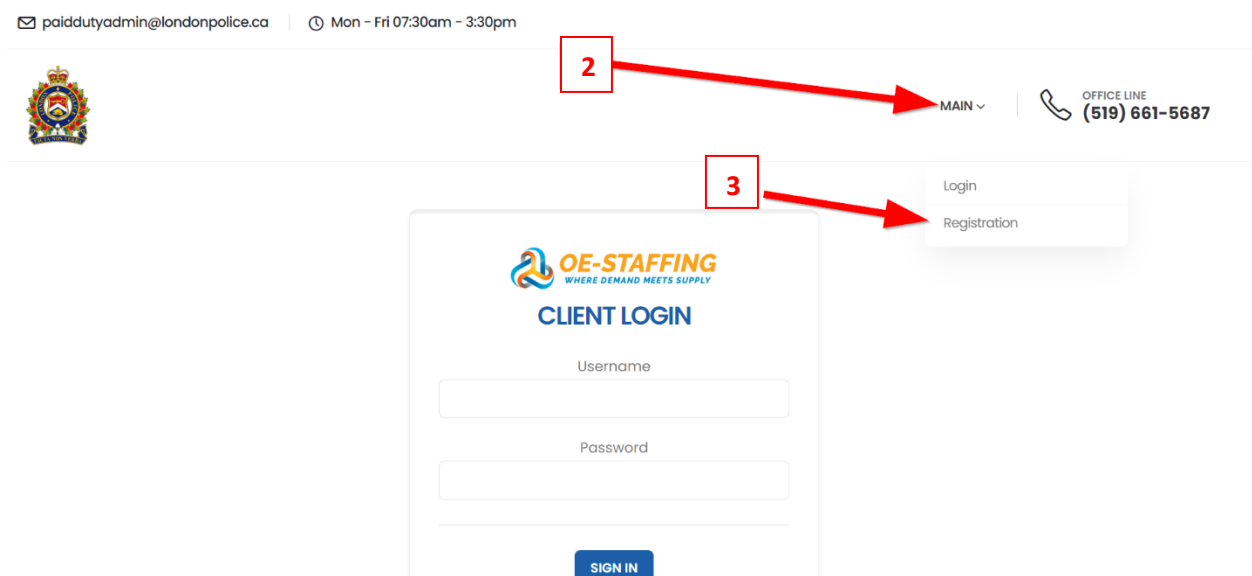 paiddutyadmin@londonpolice.ca Mon - Fri 07:30am - 3:30pm
2
MAIN
OFFICE LINE
(519) 661-5687
3
Login
Registration
OE-STAFFING
WHERE DEMAND MEETS SUPPLY
CLIENT LOGIN
Username
Password
SIGN IN